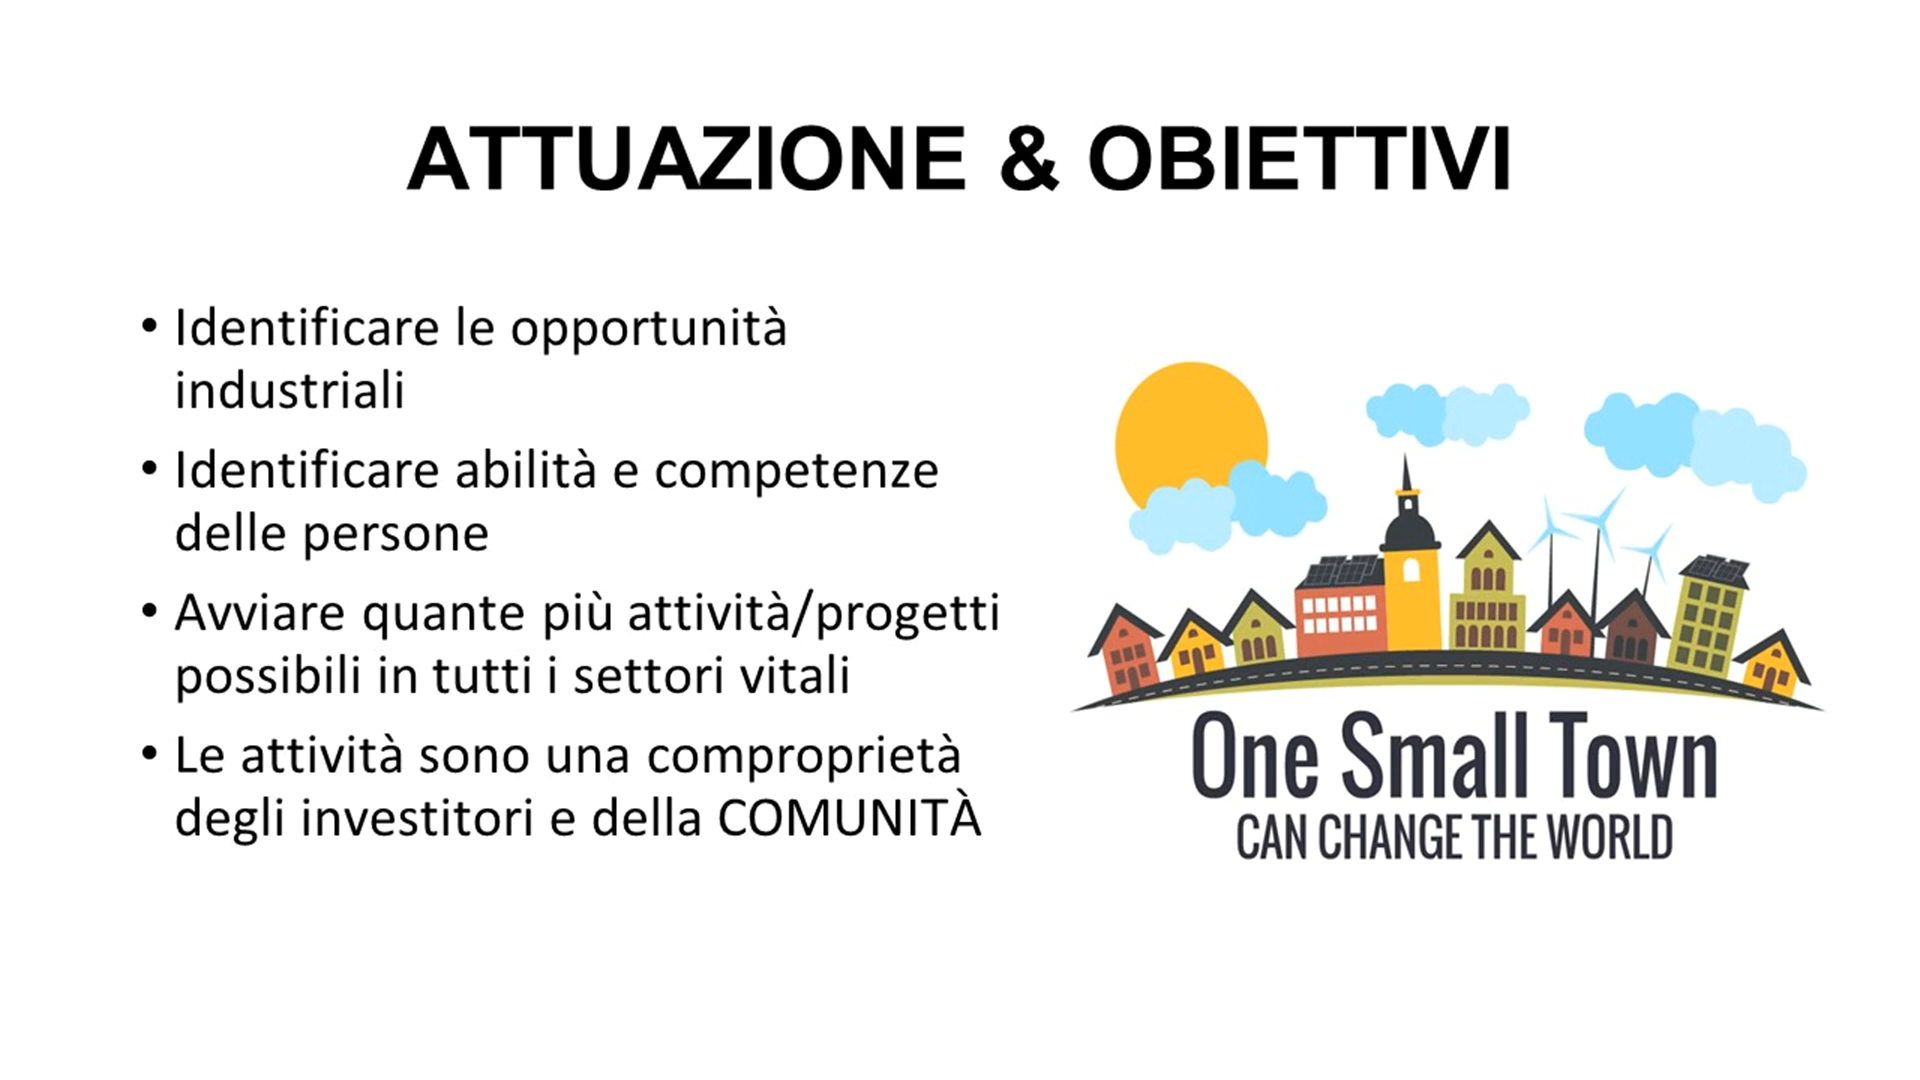 ATTUAZIONE & OBIETTIVI
• Identificare le opportunità
industriali
• Identificare abilità e competenze
delle persone
• Avviare quante più attività/progetti
possibili in tutti i settori vitali
• Le attività sono una comproprietà
degli investitori e della COMUNITÀ
One Small Town
CAN CHANGE THE WORLD